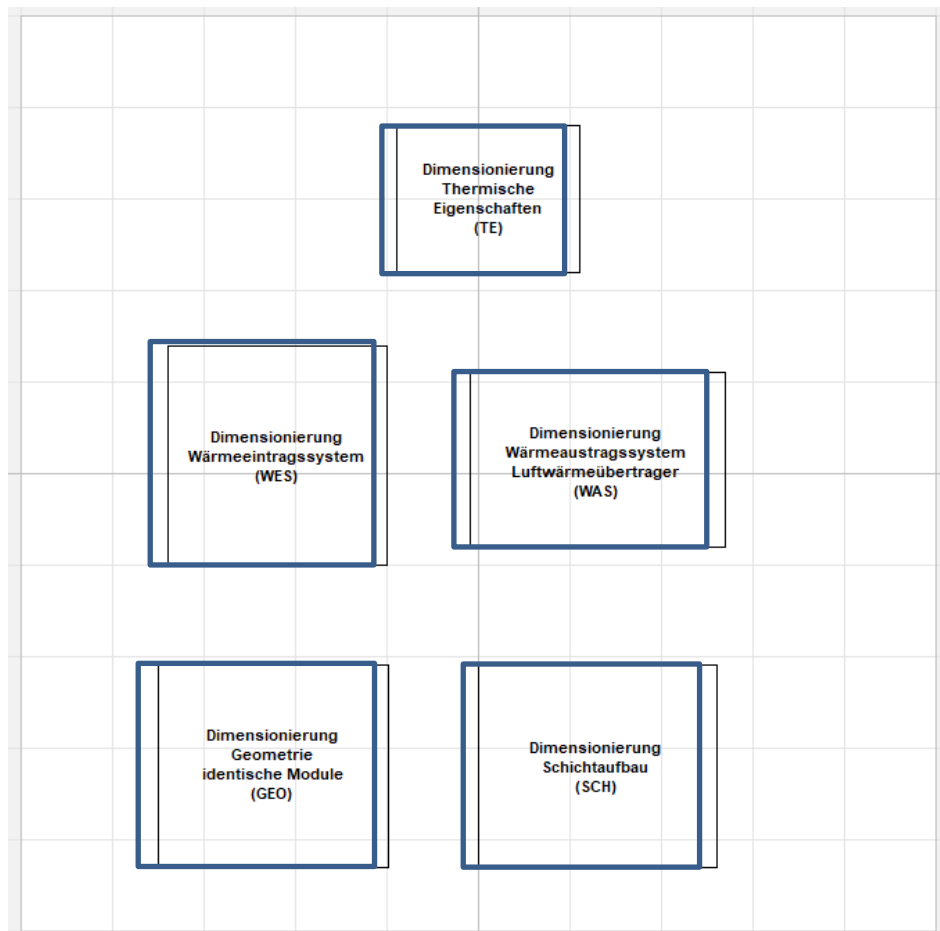 Dimensionierung
Thermische
Eigenschaften
(TE)
Dimensionierung
Wärmeeintragssystem
(WES)
Dimensionierung
Wärmeaustragssystem
Luftwärmeübertrager
(WAS)
Dimensionierung
Geometrie
identische Module
(GEO)
Dimensionierung
Schichtaufbau
(SCH)